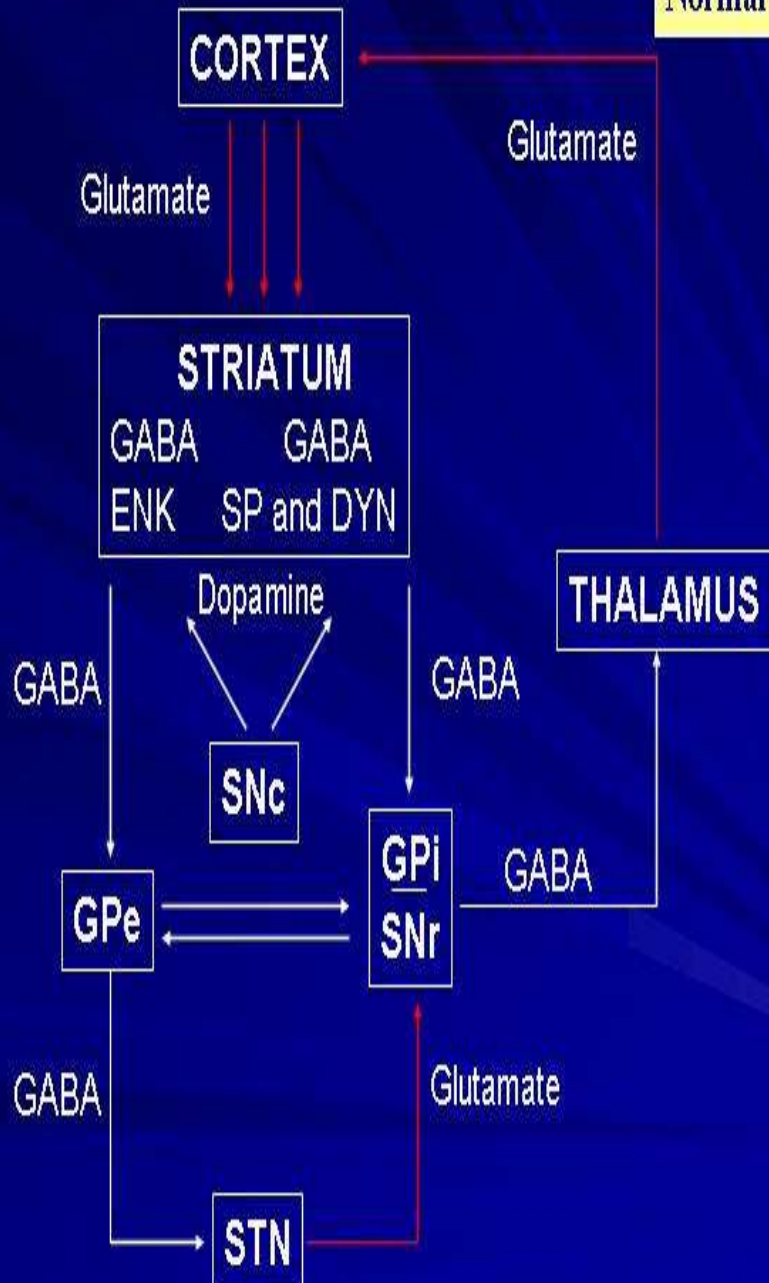 Normal
CORTEX
Glutamate
Glutamate
STRIATUM
GABA GABA
ENK SP and DYN
Dopamine
THALAMUS
GABA
GABA
SNc
GPi
GABA
GPe
SNr
GABA
Glutamate
STN